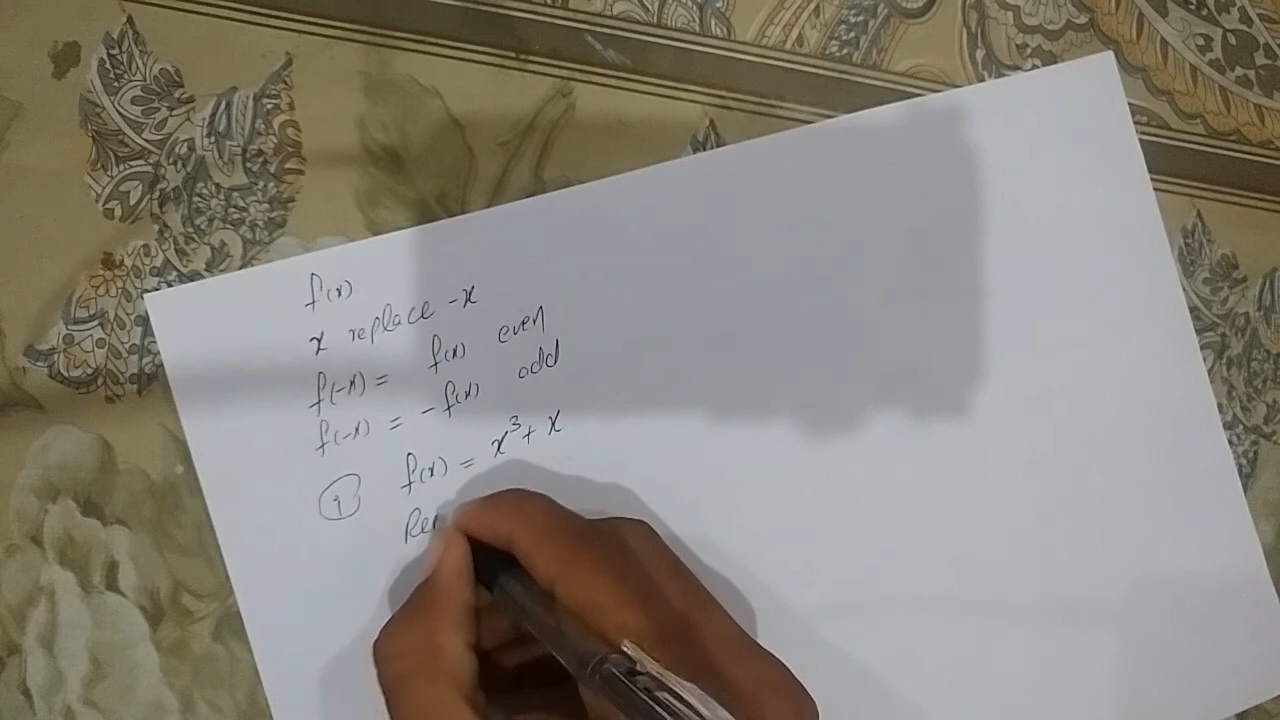 f(x)
x replace -x
f(-x) = f(x) even
f(-x) = -f(x) odd
(i) f(x) = x³ + x